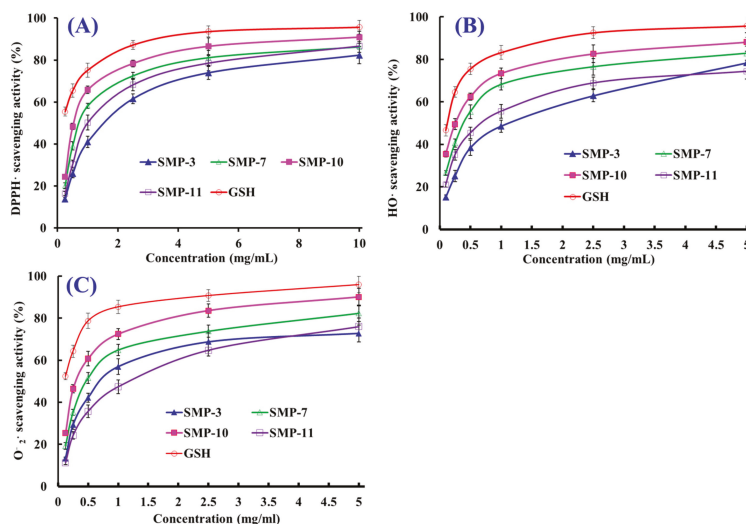 (A)
DPPH· scavenging activity (%)
100
80
60
40
20
0
0 2 4 6 8 10
Concentration (mg/mL)
SMP-3 SMP-7 SMP-10
SMP-11 GSH
(B)
HO· scavenging activity (%)
100
80
60
40
20
0
0 0.5 1 1.5 2 2.5 3 3.5 4 4.5 5
Concentration (mg/mL)
SMP-3 SMP-7
SMP-10 SMP-11
GSH
(C)
O⁻₂· scavenging activity (%)
100
80
60
40
20
0
0 0.5 1 1.5 2 2.5 3 3.5 4 4.5 5
Concentration (mg/ml)
SMP-3 SMP-7
SMP-10 SMP-11
GSH